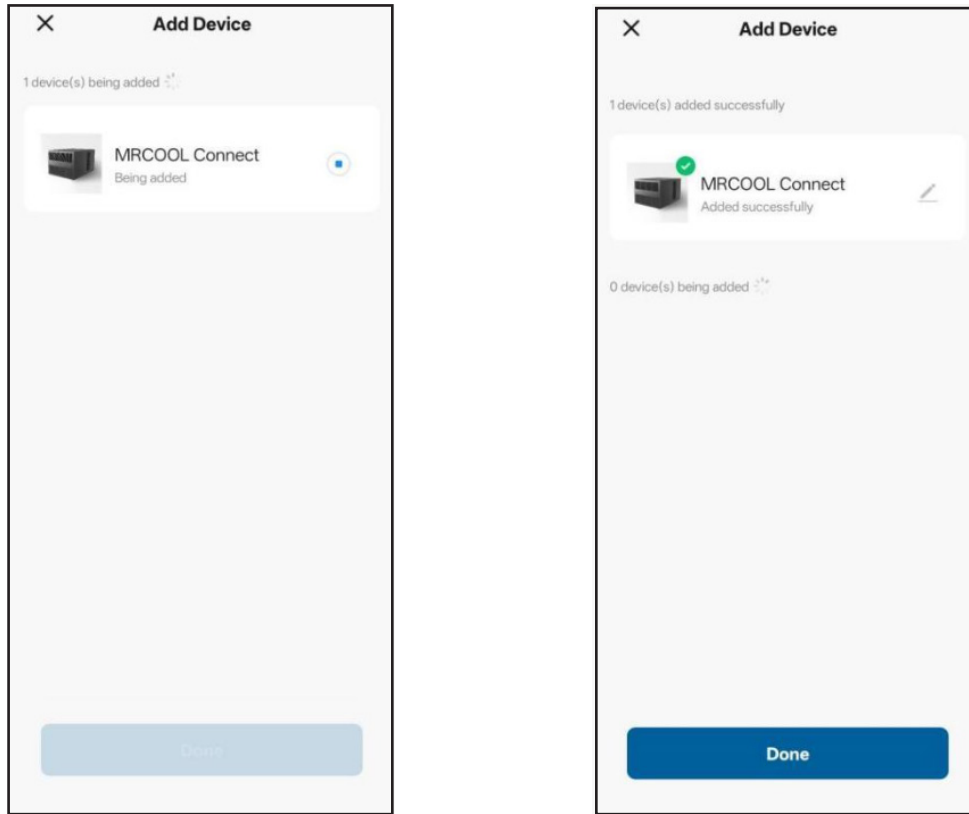 Add Device
1 device(s) being added
MRCOOL Connect
Being added
Done
Add Device
1 device(s) added successfully
MRCOOL Connect
Added successfully
0 device(s) being added
Done